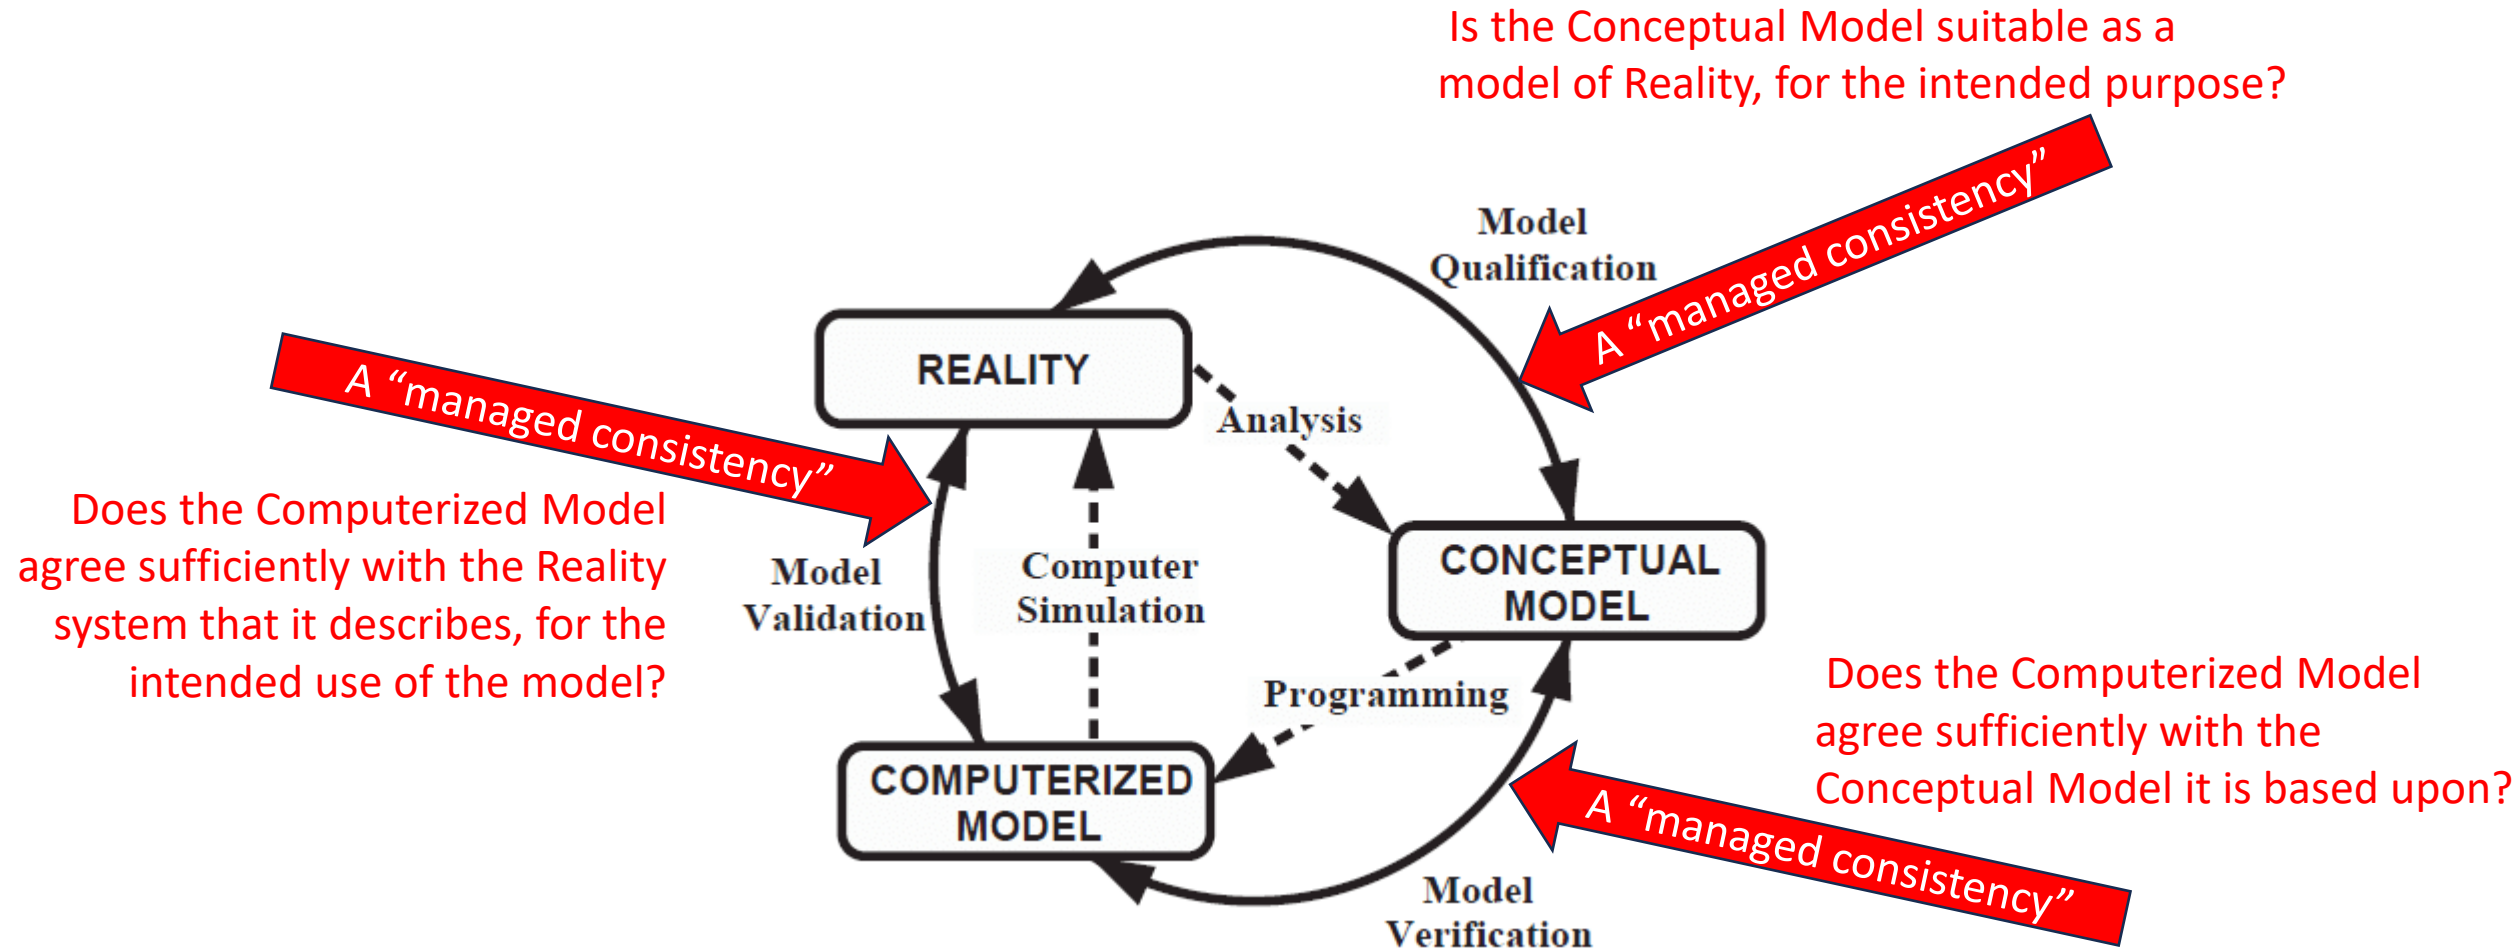 Is the Conceptual Model suitable as a
model of Reality, for the intended purpose?
A “managed consistency”
Model
Qualification
REALITY
A “managed consistency”
Analysis
Does the Computerized Model
agree sufficiently with the Reality
system that it describes, for the
intended use of the model?
Model
Validation
Computer
Simulation
CONCEPTUAL
MODEL
Programming
Does the Computerized Model
agree sufficiently with the
Conceptual Model it is based upon?
COMPUTERIZED
MODEL
A “managed consistency”
Model
Verification